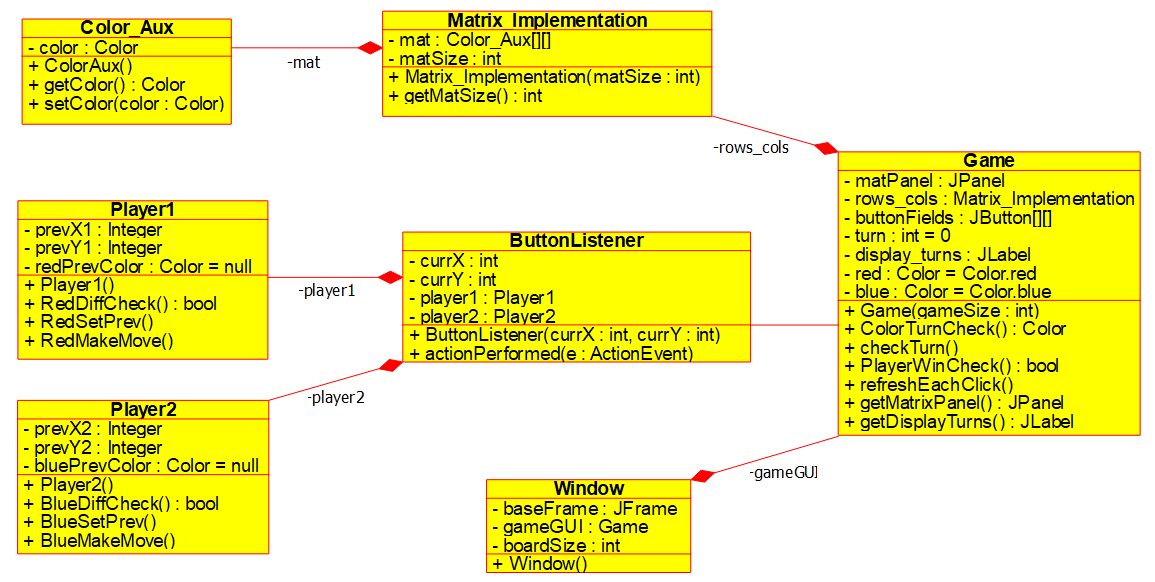 Color_Aux
- color : Color
+ ColorAux()
+ getColor() : Color
+ setColor(color : Color)
-mat
Matrix_Implementation
- mat : Color_Aux[][]
- matSize : int
+ Matrix_Implementation(matSize : int)
+ getMatSize() : int
-rows_cols
Game
- matPanel : JPanel
- rows_cols : Matrix_Implementation
- buttonFields : JButton[][]
- turn : int = 0
- display_turns : JLabel
- red : Color = Color.red
- blue : Color = Color.blue
+ Game(gameSize : int)
+ ColorTurnCheck() : Color
+ checkTurn()
+ PlayerWinCheck() : bool
+ refreshEachClick()
+ getMatrixPanel() : JPanel
+ getDisplayTurns() : JLabel
Player1
- prevX1 : Integer
- prevY1 : Integer
- redPrevColor : Color = null
+ Player1()
+ RedDiffCheck() : bool
+ RedSetPrev()
+ RedMakeMove()
-player1
ButtonListener
- currX : int
- currY : int
- player1 : Player1
- player2 : Player2
+ ButtonListener(currX : int, currY : int)
+ actionPerformed(e : ActionEvent)
-player2
Player2
- prevX2 : Integer
- prevY2 : Integer
- bluePrevColor : Color = null
+ Player2()
+ BlueDiffCheck() : bool
+ BlueSetPrev()
+ BlueMakeMove()
-gameGUI
Window
- baseFrame : JFrame
- gameGUI : Game
- boardSize : int
+ Window()